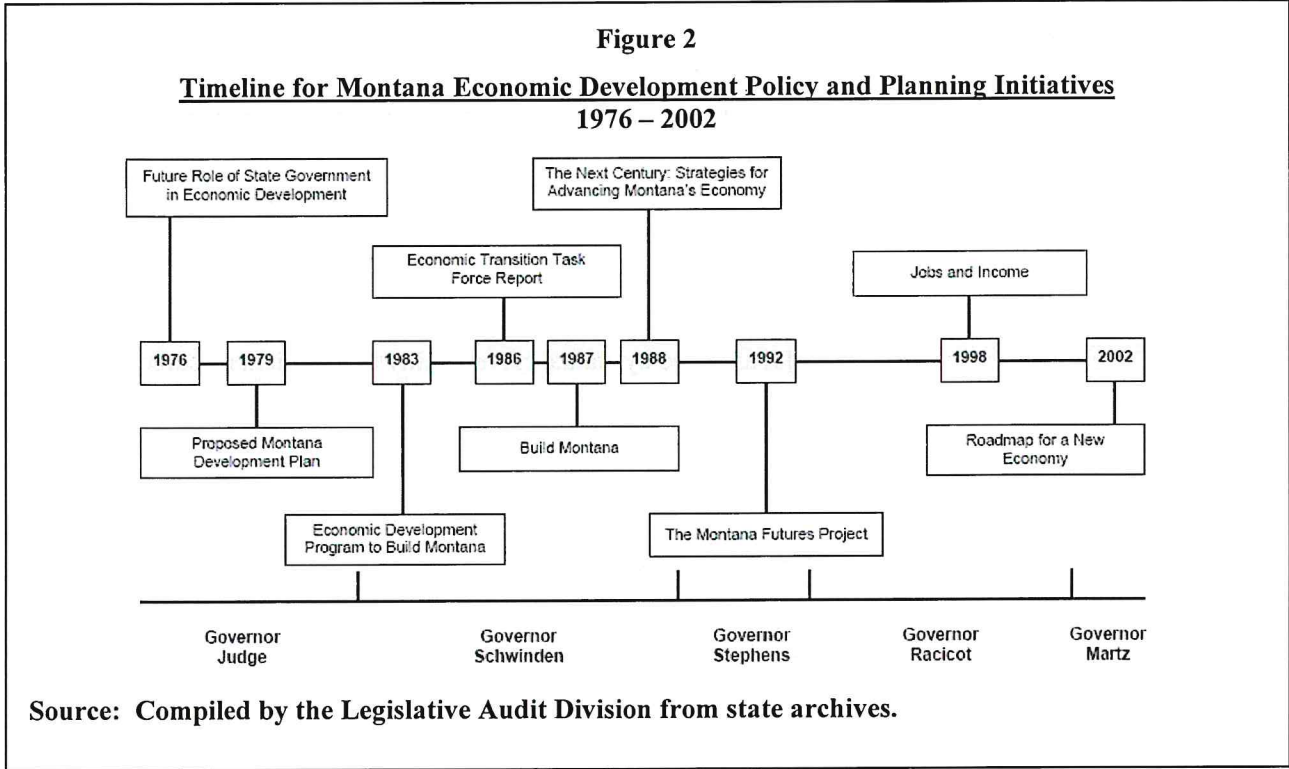 Figure 2
Timeline for Montana Economic Development Policy and Planning Initiatives
1976 – 2002
Future Role of State Government
in Economic Development
The Next Century: Strategies for
Advancing Montana's Economy
Economic Transition Task
Force Report
Jobs and Income
1976
1979
1983
1986
1987
1988
1992
1998
2002
Proposed Montana
Development Plan
Build Montana
Roadmap for a New
Economy
Economic Development
Program to Build Montana
The Montana Futures Project
Governor
Judge
Governor
Schwinden
Governor
Stephens
Governor
Racicot
Governor
Martz
Source: Compiled by the Legislative Audit Division from state archives.